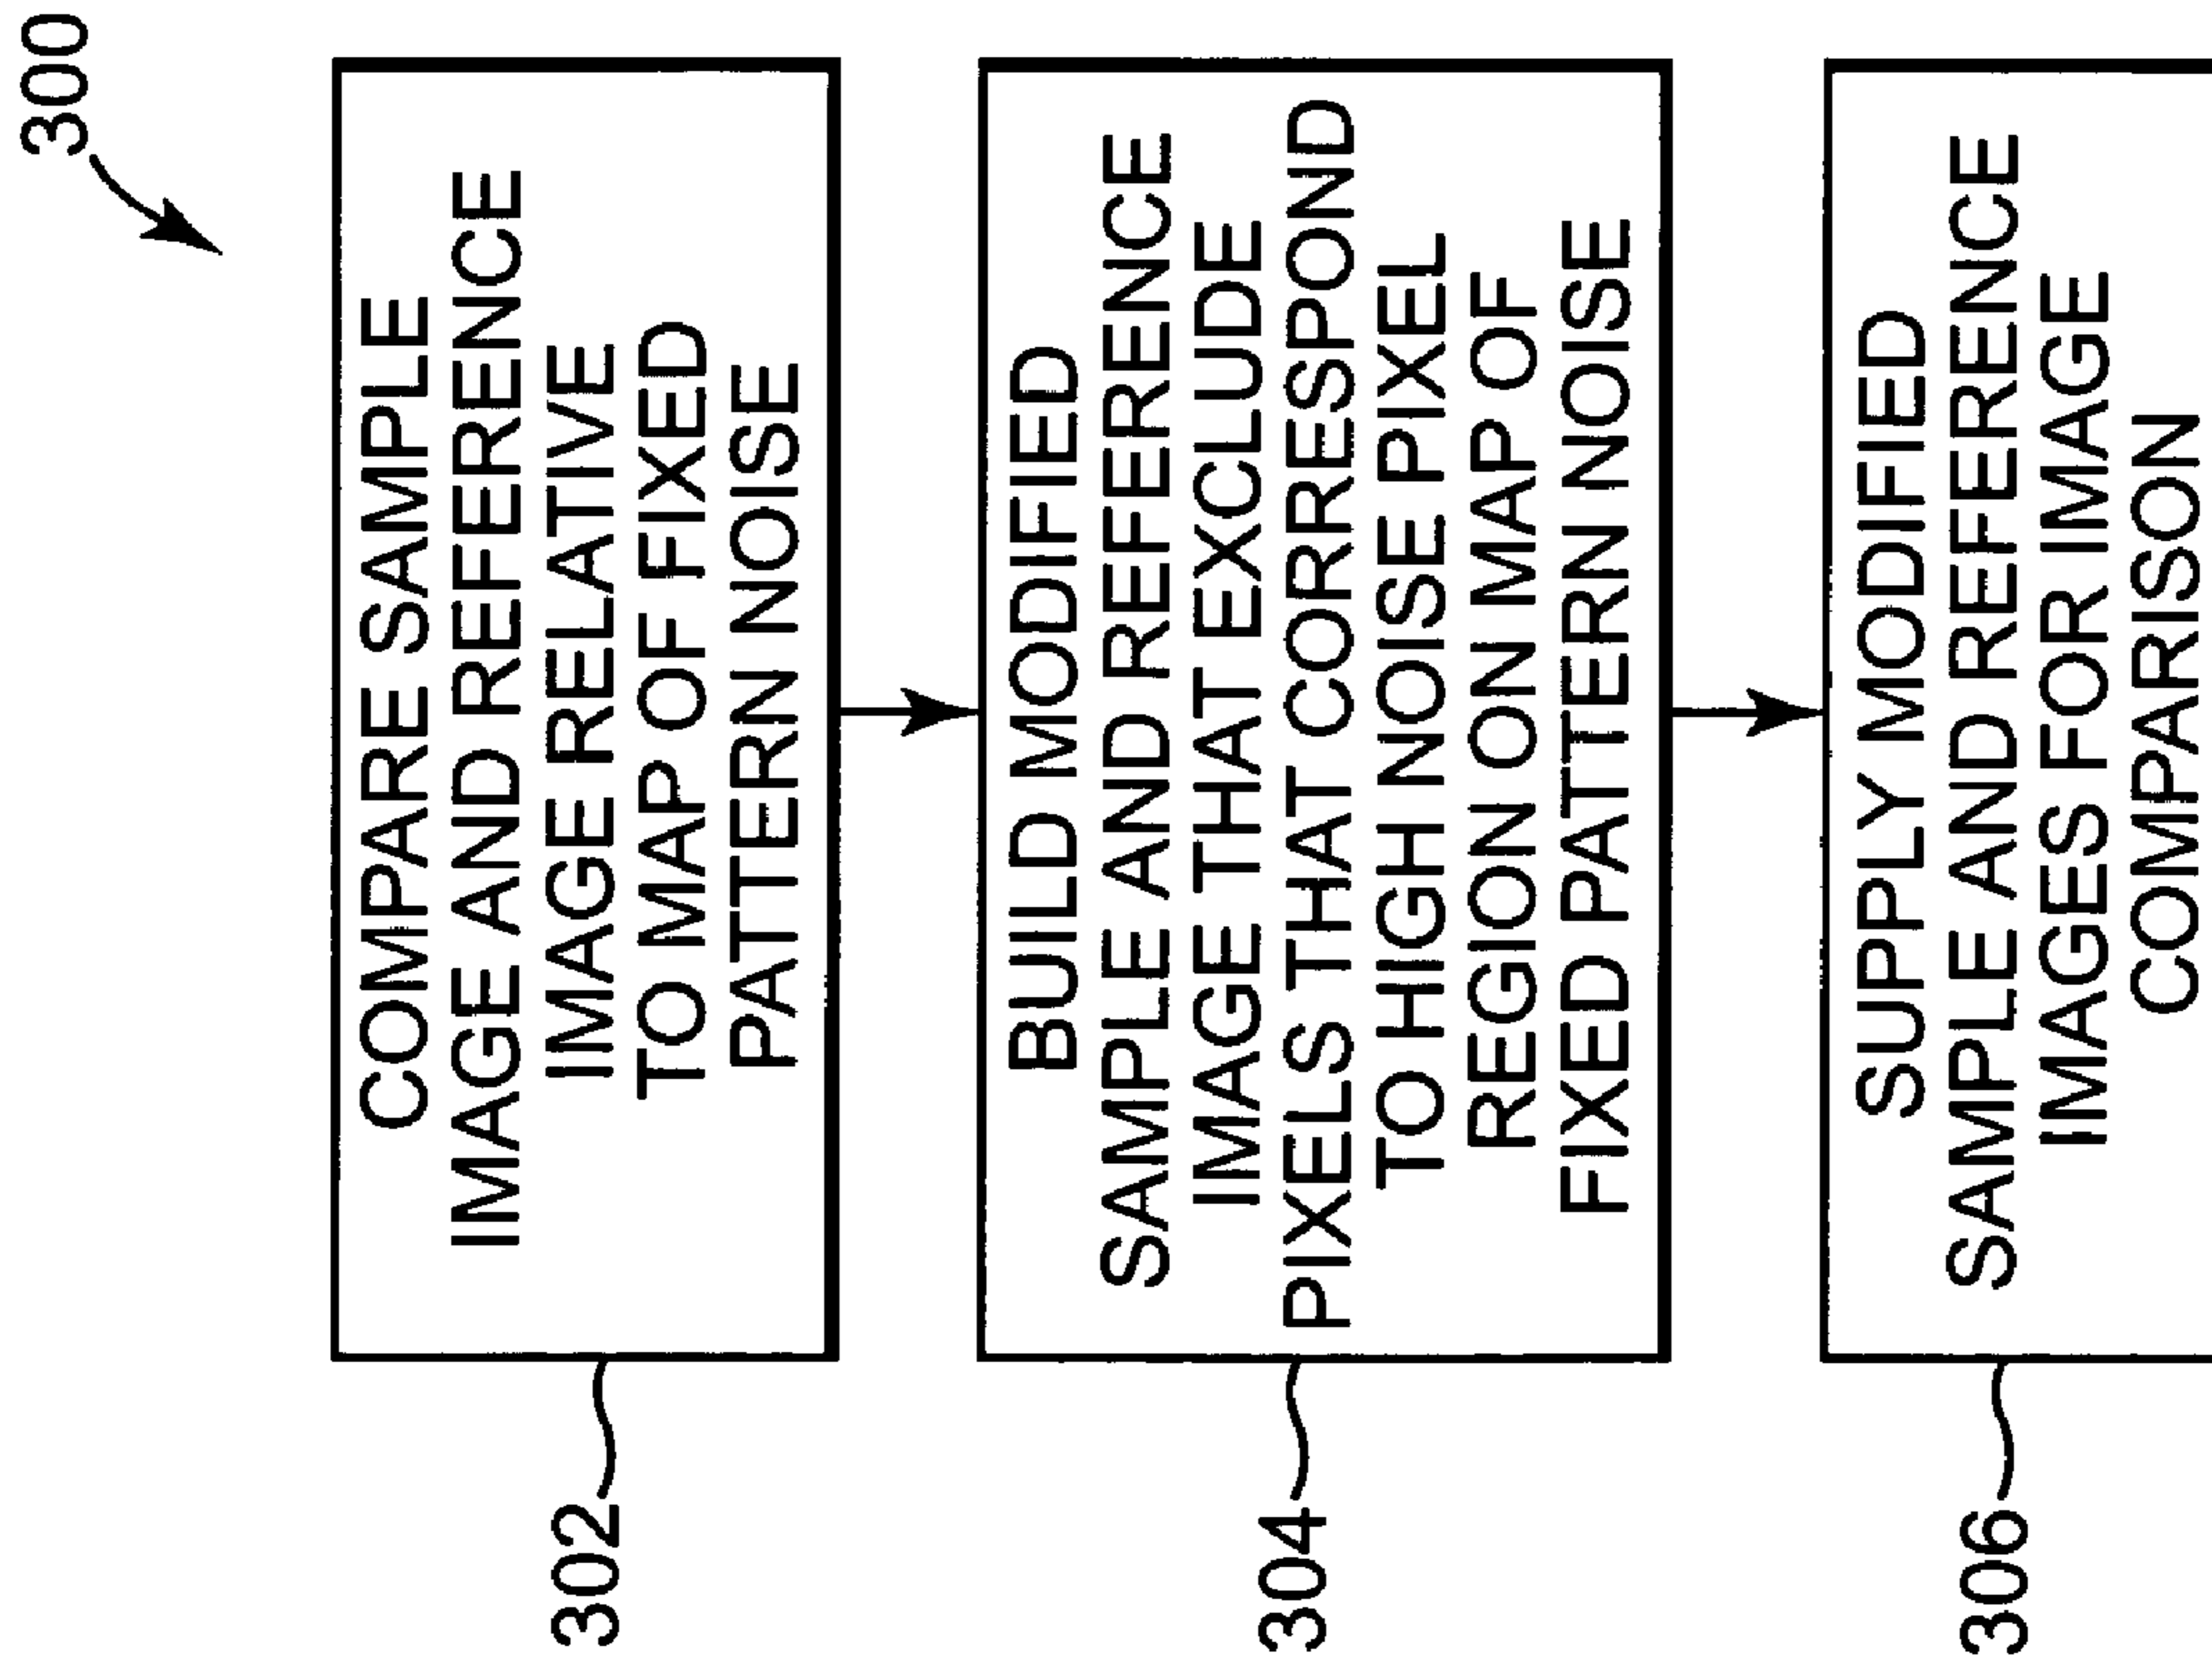 300
COMPARE SAMPLE
IMAGE AND REFERENCE
IMAGE RELATIVE
TO MAP OF FIXED
PATTERN NOISE
302
BUILD MODIFIED
SAMPLE AND REFERENCE
IMAGE THAT EXCLUDE
PIXELS THAT CORRESPOND
TO HIGH NOISE PIXEL
REGION ON MAP OF
FIXED PATTERN NOISE
304
SUPPLY MODIFIED
SAMPLE AND REFERENCE
IMAGES FOR IMAGE
COMPARISON
306